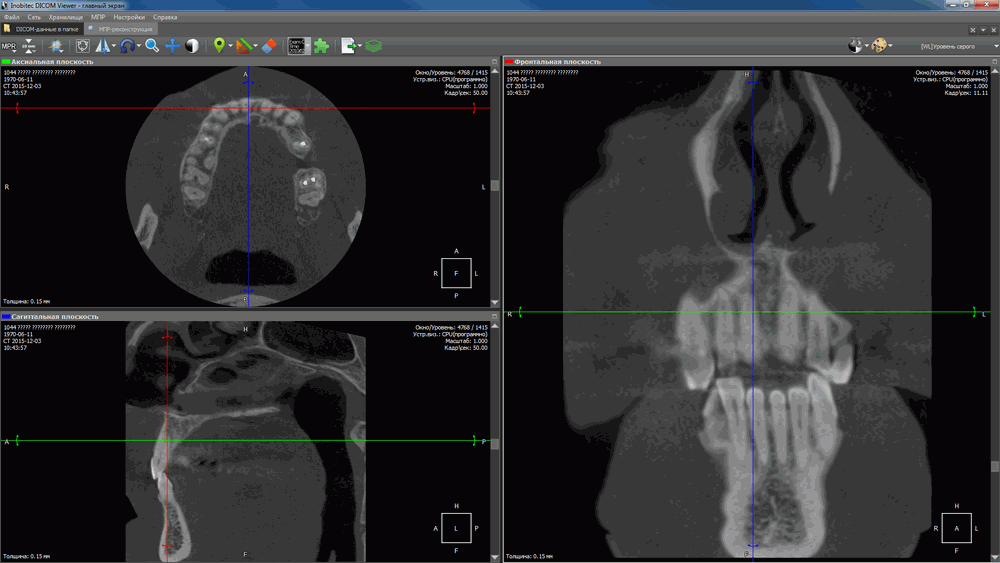 Inobitec DICOM Viewer - главный экран
Файл Сеть Хранилище МПР Настройки Справка
DICOM-данные в папке МПР-реконструкция
MPR [WL]Уровень серого
Аксиальная плоскость
1044 ????? ???????? ????????
1970-06-11
CT 2015-12-03
10:43:57
Окно/Уровень: 4768 / 1415
Устр.виз.: CPU(программно)
Масштаб: 1.000
Кадр\сек: 50.00
A
R
L
P
A
R F L
P
Толщина: 0.15 мм
Сагиттальная плоскость
1044 ????? ???????? ????????
1970-06-11
CT 2015-12-03
10:43:57
Окно/Уровень: 4768 / 1415
Устр.виз.: CPU(программно)
Масштаб: 1.000
Кадр\сек: 50.00
H
A
P
F
H
A L P
F
Толщина: 0.15 мм
Фронтальная плоскость
1044 ????? ???????? ????????
1970-06-11
CT 2015-12-03
10:43:57
Окно/Уровень: 4768 / 1415
Устр.виз.: CPU(программно)
Масштаб: 1.000
Кадр\сек: 11.11
H
R
L
F
H
R A L
F
Толщина: 0.15 мм